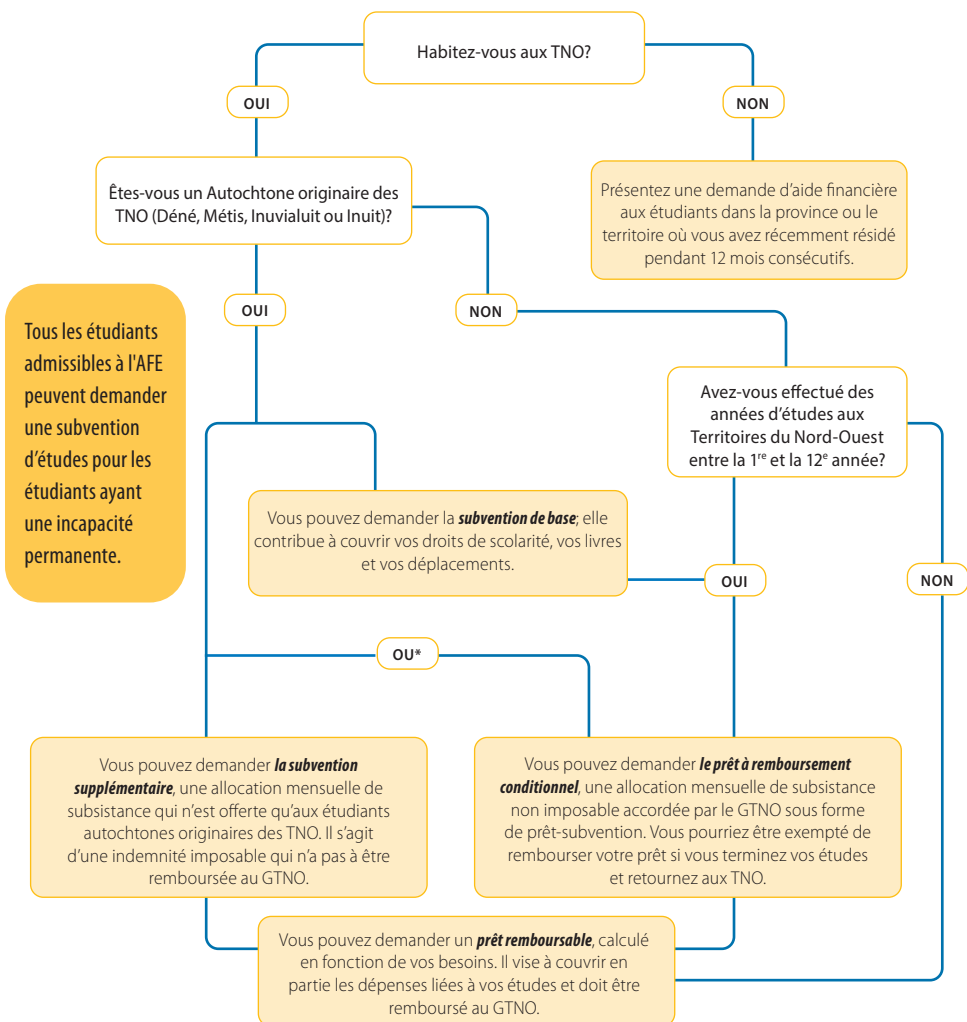 Habitez-vous aux TNO?
OUI
NON
Êtes-vous un Autochtone originaire des
TNO (Déné, Métis, Inuvialuit ou Inuit)?
Présentez une demande d'aide financière
aux étudiants dans la province ou le
territoire où vous avez récemment résidé
pendant 12 mois consécutifs.
OUI
NON
Tous les étudiants
admissibles à l'AFE
peuvent demander
une subvention
d'études pour les
étudiants ayant
une incapacité
permanente.
Avez-vous effectué des
années d'études aux
Territoires du Nord-Ouest
entre la 1re et la 12e année?
Vous pouvez demander la subvention de base; elle
contribue à couvrir vos droits de scolarité, vos livres
et vos déplacements.
OUI
NON
OU*
Vous pouvez demander la subvention
supplémentaire, une allocation mensuelle de
subsistance qui n'est offerte qu'aux étudiants
autochtones originaires des TNO. Il s'agit
d'une indemnité imposable qui n'a pas à être
remboursée au GTNO.
Vous pouvez demander le prêt à remboursement
conditionnel, une allocation mensuelle de subsistance
non imposable accordée par le GTNO sous forme
de prêt-subvention. Vous pourriez être exempté de
rembourser votre prêt si vous terminez vos études
et retournez aux TNO.
Vous pouvez demander un prêt remboursable, calculé
en fonction de vos besoins. Il vise à couvrir en
partie les dépenses liées à vos études et doit être
remboursé au GTNO.